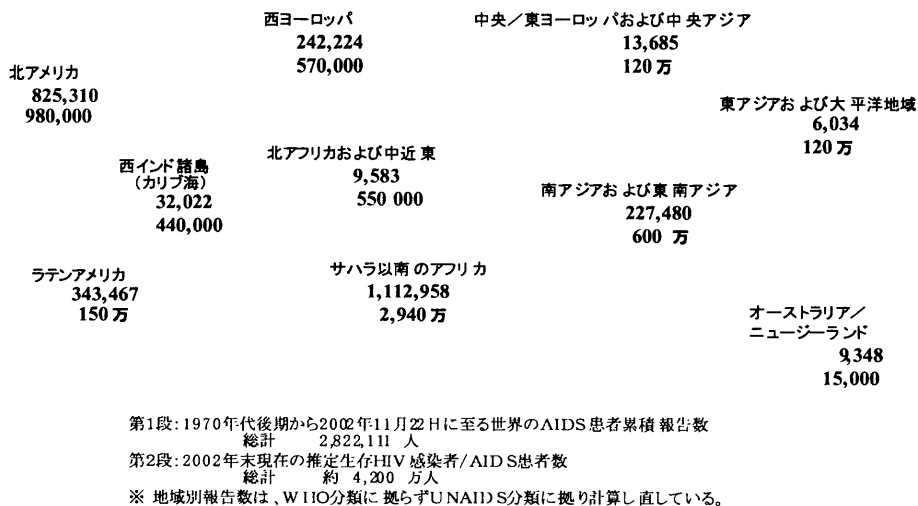 西ヨーロッパ
242,224
570,000
中央／東ヨーロッパおよび中央アジア
13,685
120万
北アメリカ
825,310
980,000
東アジアおよび大平洋地域
6,034
120万
西インド諸島
（カリブ海）
32,022
440,000
北アフリカおよび中近東
9,583
550 000
南アジアおよび東南アジア
227,480
600 万
ラテンアメリカ
343,467
150万
サハラ以南のアフリカ
1,112,958
2,940万
オーストラリア／
ニュージーランド
9,348
15,000
第1段：1970年代後期から2002年11月22日に至る世界のAIDS患者累積報告数
総計 2,822,111 人
第2段：2002年末現在の推定生存HIV感染者/AIDS患者数
総計 約 4,200 万人
※ 地域別報告数は、WHO分類に拠らずUNAIDS分類に拠り計算し直している。